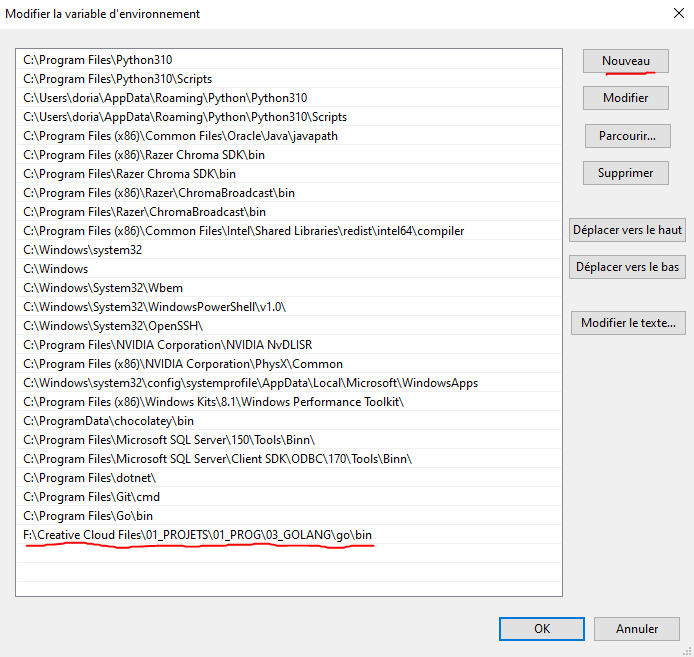 Modifier la variable d'environnement
C:\Program Files\Python310
C:\Program Files\Python310\Scripts
C:\Users\doria\AppData\Roaming\Python\Python310
C:\Users\doria\AppData\Roaming\Python\Python310\Scripts
C:\Program Files (x86)\Common Files\Oracle\Java\javapath
C:\Program Files (x86)\Razer Chroma SDK\bin
C:\Program Files\Razer Chroma SDK\bin
C:\Program Files (x86)\Razer\ChromaBroadcast\bin
C:\Program Files\Razer\ChromaBroadcast\bin
C:\Program Files (x86)\Common Files\Intel\Shared Libraries\redist\intel64\compiler
C:\Windows\system32
C:\Windows
C:\Windows\System32\Wbem
C:\Windows\System32\WindowsPowerShell\v1.0\
C:\Windows\System32\OpenSSH\
C:\Program Files\NVIDIA Corporation\NVIDIA NvDLISR
C:\Program Files (x86)\NVIDIA Corporation\PhysX\Common
C:\Windows\system32\config\systemprofile\AppData\Local\Microsoft\WindowsApps
C:\Program Files (x86)\Windows Kits\8.1\Windows Performance Toolkit\
C:\ProgramData\chocolatey\bin
C:\Program Files\Microsoft SQL Server\150\Tools\Binn\
C:\Program Files\Microsoft SQL Server\Client SDK\ODBC\170\Tools\Binn\
C:\Program Files\dotnet\
C:\Program Files\Git\cmd
C:\Program Files\Go\bin
F:\Creative Cloud Files\01_PROJETS\01_PROG\03_GOLANG\go\bin
Nouveau
Modifier
Parcourir...
Supprimer
Déplacer vers le haut
Déplacer vers le bas
Modifier le texte...
OK
Annuler